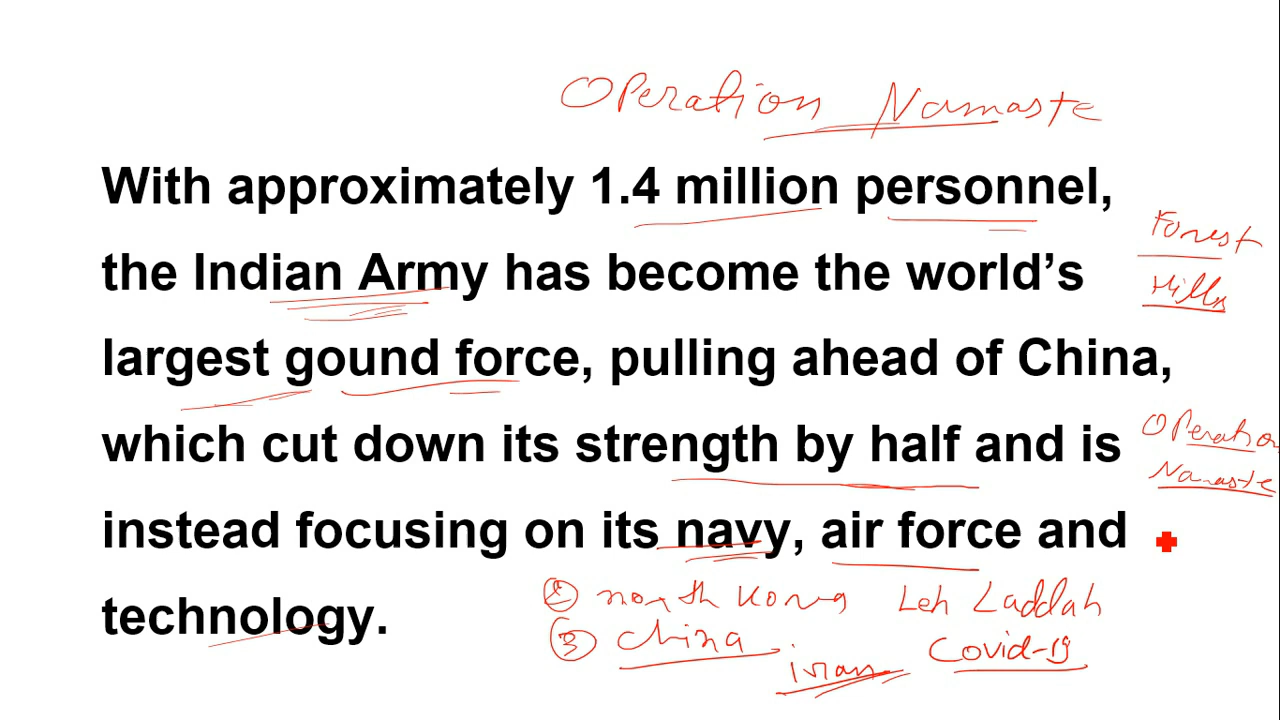 Operation Namaste
With approximately 1.4 million personnel,
the Indian Army has become the world's
largest gound force, pulling ahead of China,
which cut down its strength by half and is
instead focusing on its navy, air force and
technology.
Forest
Hills
Operation
Namaste
② north Korea Leh Laddah
③ China iran Covid-19